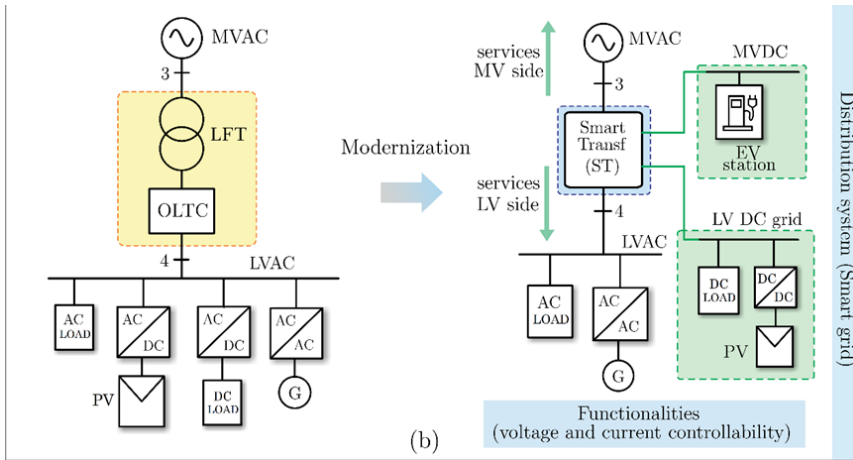 MVAC
3
LFT
OLTC
4
LVAC
AC
LOAD
AC
DC
AC
DC
AC
AC
PV
DC
LOAD
G
Modernization
services
MV side
services
LV side
MVAC
3
Smart
Transf
(ST)
4
LVAC
AC
LOAD
AC
AC
G
MVDC
EV
station
LV DC grid
DC
LOAD
DC
DC
PV
Functionalities
(voltage and current controllability)
(b)
Distribution system (Smart grid)